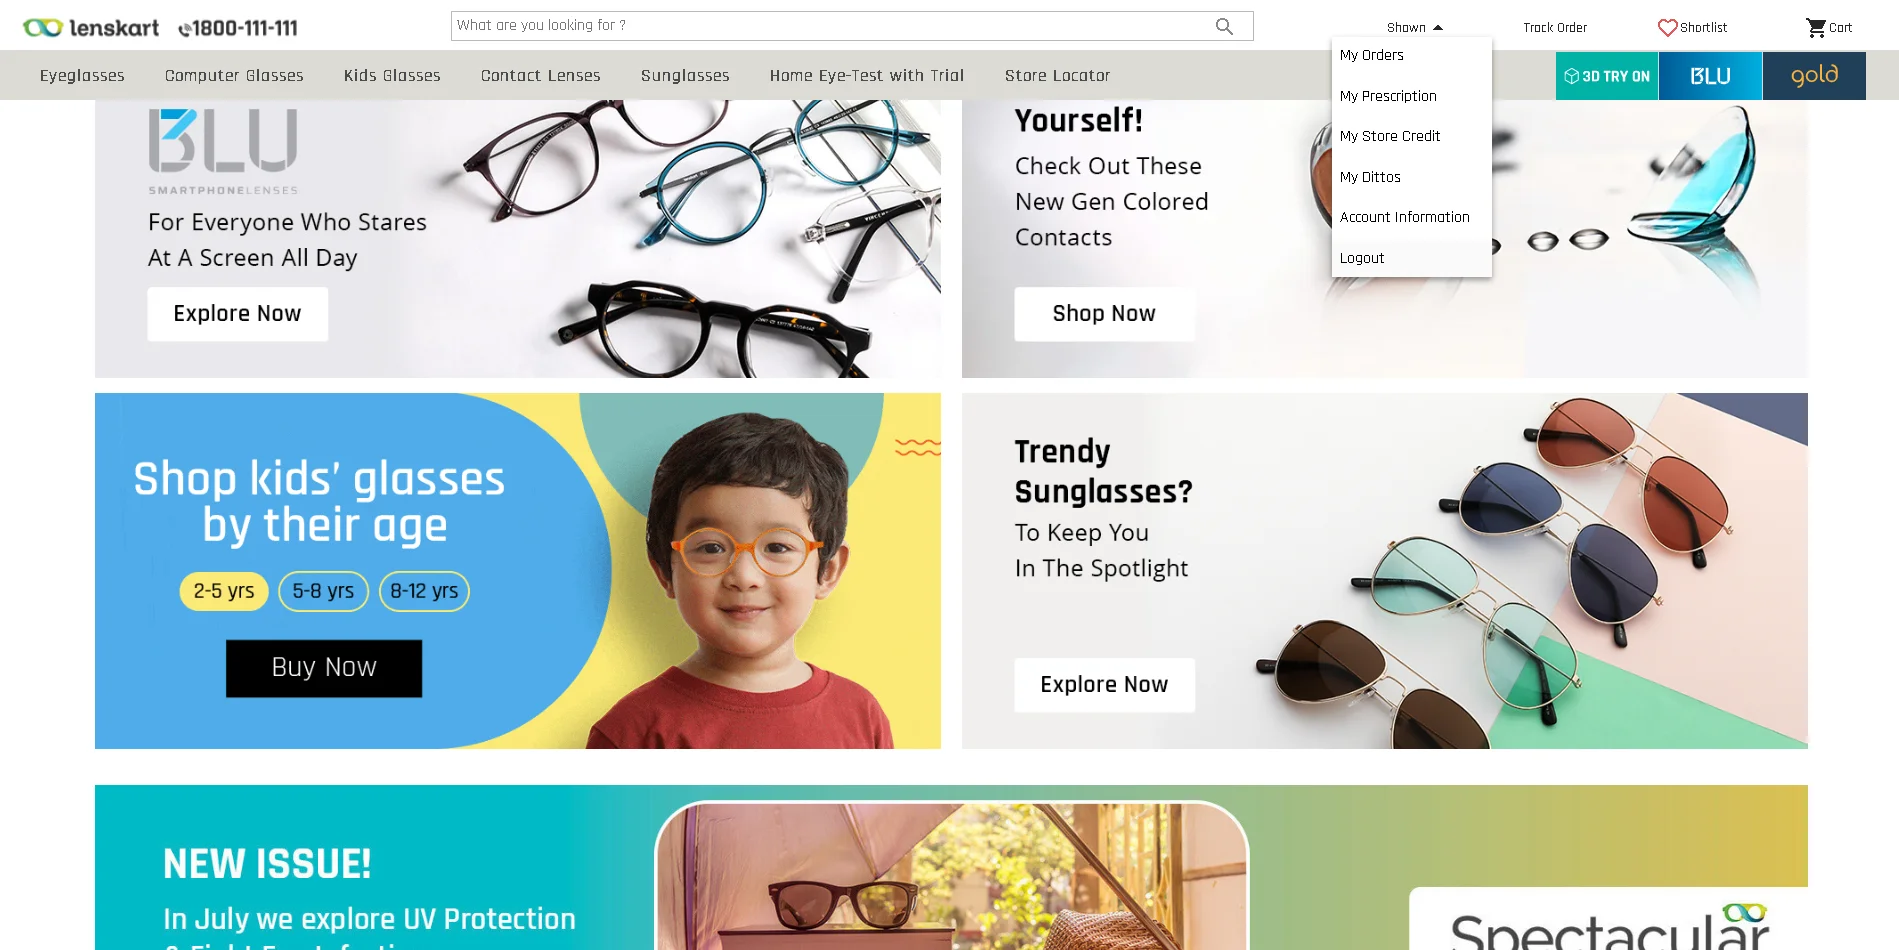 lenskart
1800-111-111
What are you looking for ?
Shawn
Track Order
Shortlist
Cart
Eyeglasses
Computer Glasses
Kids Glasses
Contact Lenses
Sunglasses
Home Eye-Test with Trial
Store Locator
3D TRY ON
BLU
gold
My Orders
My Prescription
My Store Credit
My Dittos
Account Information
Logout
BLU
SMARTPHONELENSES
For Everyone Who Stares
At A Screen All Day
Explore Now
Yourself!
Check Out These
New Gen Colored
Contacts
Shop Now
Shop kids' glasses
by their age
2-5 yrs
5-8 yrs
8-12 yrs
Buy Now
Trendy
Sunglasses?
To Keep You
In The Spotlight
Explore Now
NEW ISSUE!
In July we explore UV Protection
Spectacular